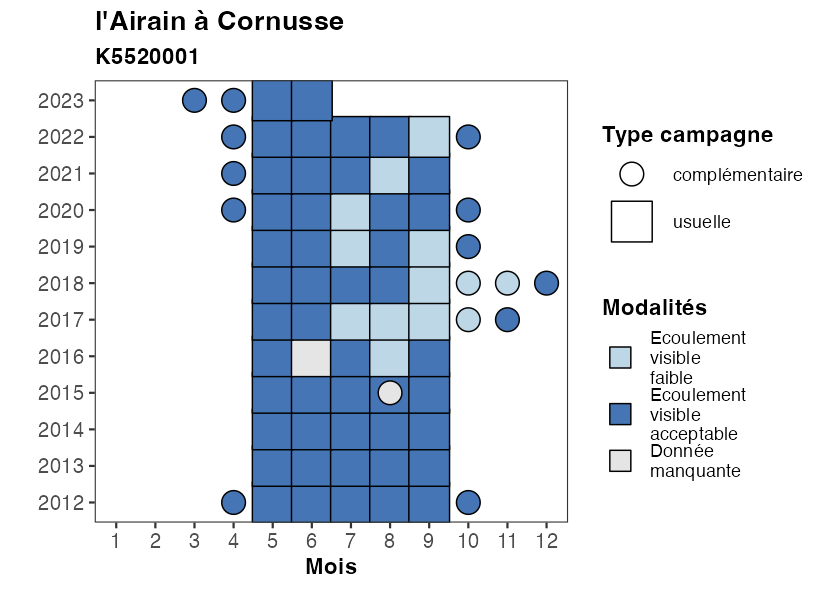 l'Airain à Cornusse
K5520001
2023
2022
2021
2020
2019
2018
2017
2016
2015
2014
2013
2012
1 2 3 4 5 6 7 8 9 10 11 12
Mois
Type campagne
complémentaire
usuelle
Modalités
Ecoulement
visible
faible
Ecoulement
visible
acceptable
Donnée
manquante